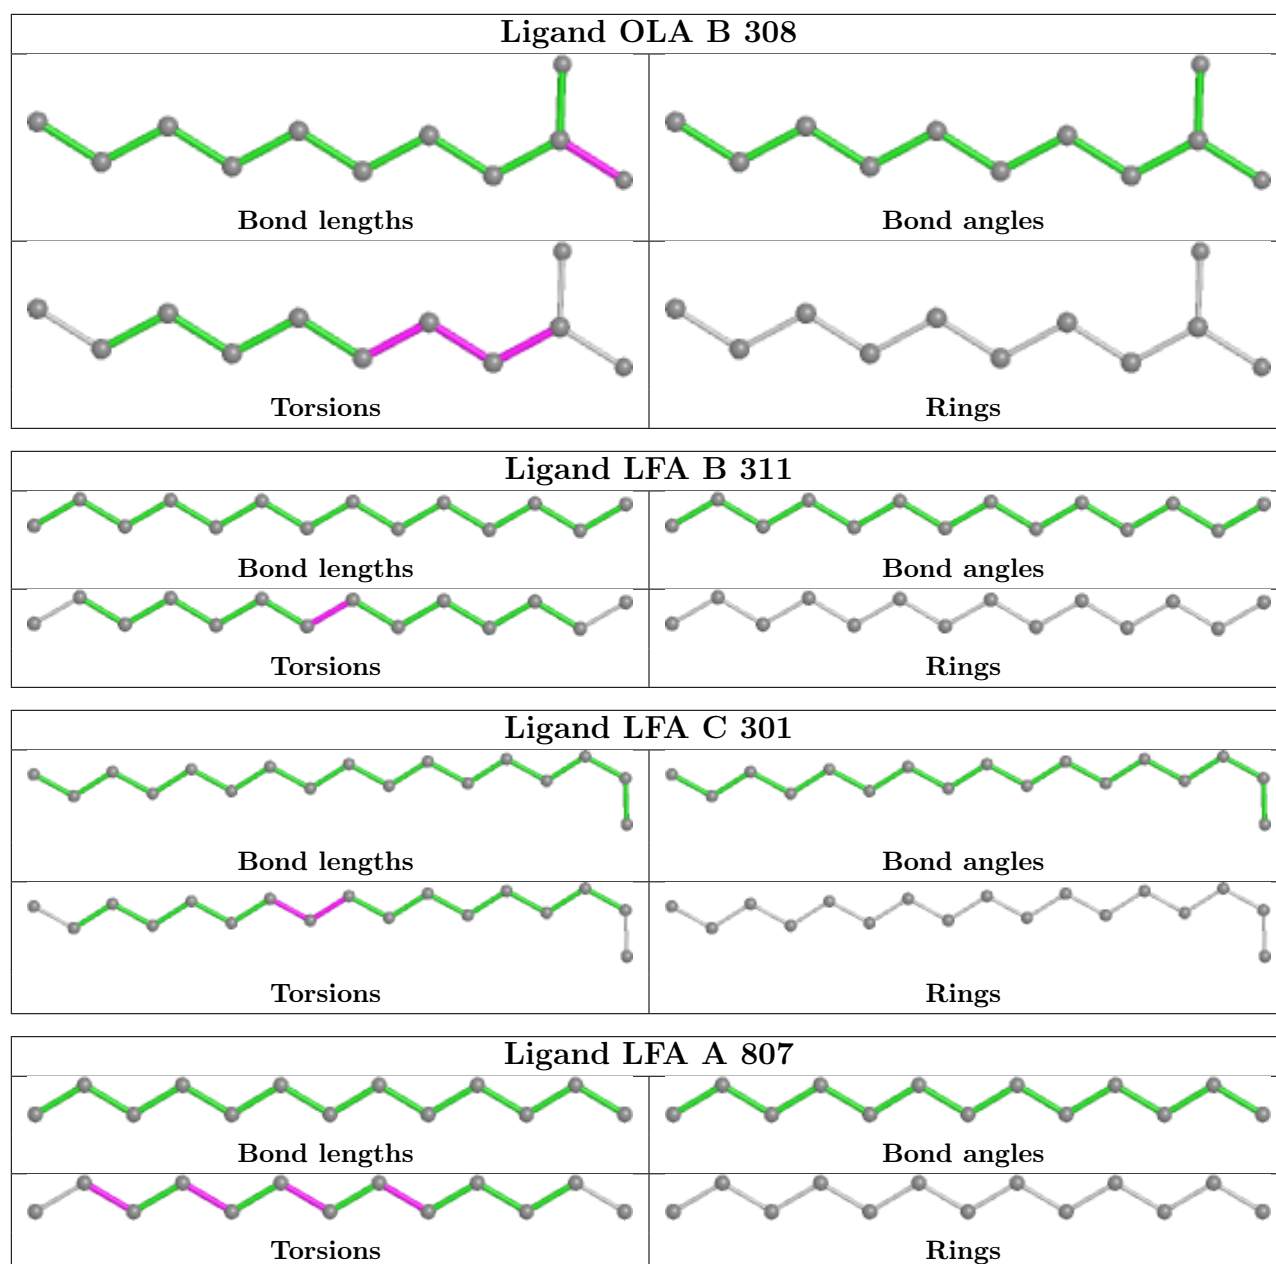 Ligand OLA B 308
Bond lengths Bond angles
Torsions Rings
Ligand LFA B 311
Bond lengths Bond angles
Torsions Rings
Ligand LFA C 301
Bond lengths Bond angles
Torsions Rings
Ligand LFA A 807
Bond lengths Bond angles
Torsions Rings